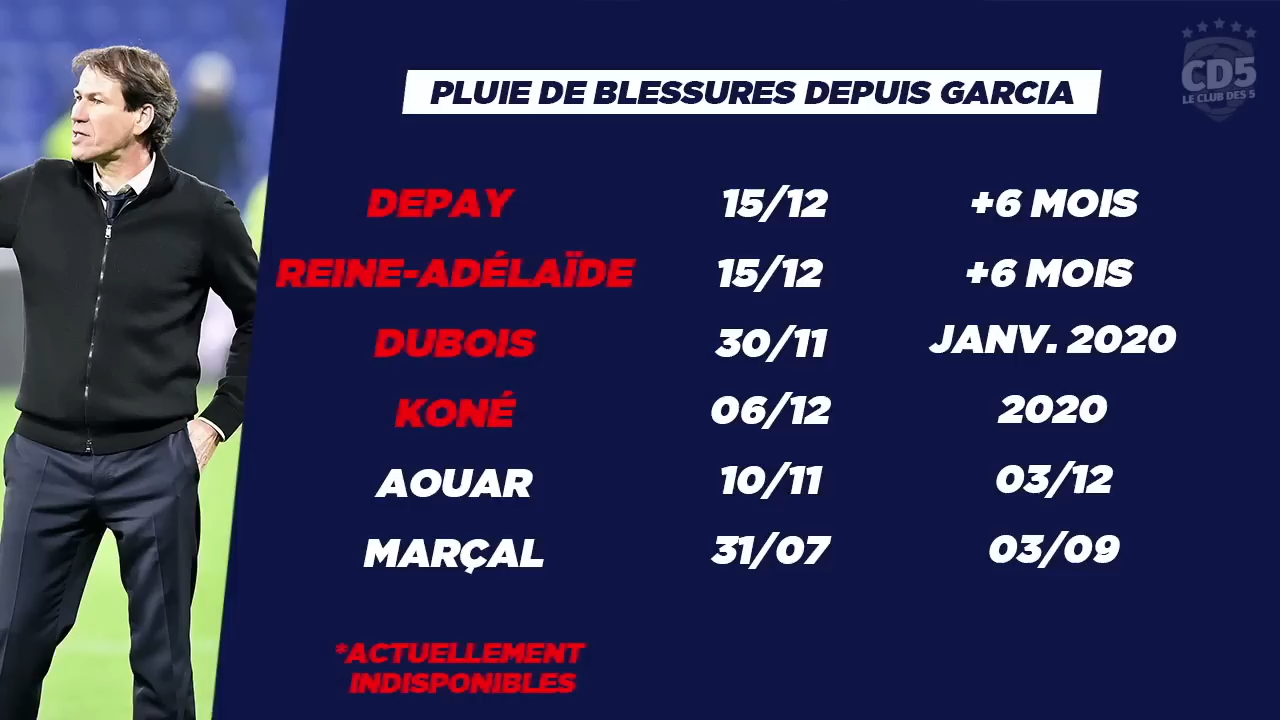 CD5
LE CLUB DES 5
PLUIE DE BLESSURES DEPUIS GARCIA
DEPAY 15/12 +6 MOIS
REINE-ADÉLAÏDE 15/12 +6 MOIS
DUBOIS 30/11 JANV. 2020
KONÉ 06/12 2020
AOUAR 10/11 03/12
MARÇAL 31/07 03/09
*ACTUELLEMENT
INDISPONIBLES